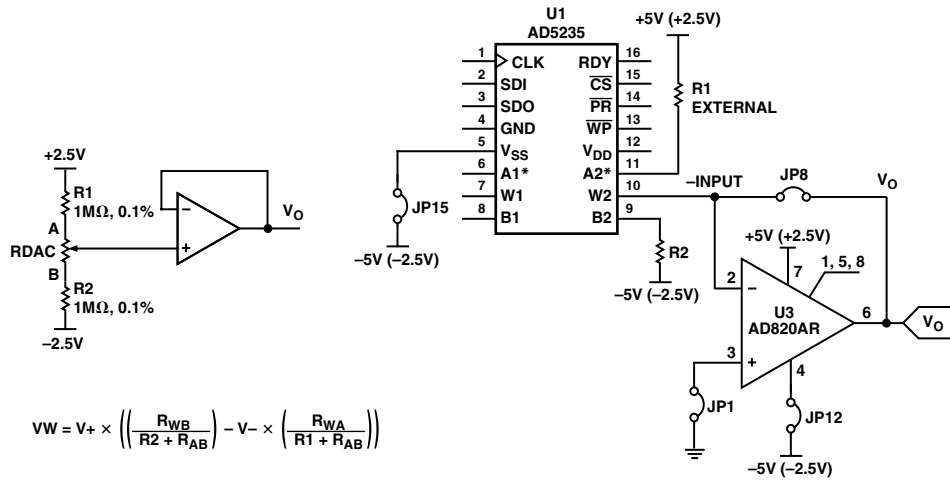 U1
AD5235
1 CLK
2 SDI
3 SDO
4 GND
5 VSS
6 A1*
7 W1
8 B1
RDY 16
CS 15
PR 14
WP 13
VDD 12
A2* 11
W2 10
B2 9
+5V (+2.5V)
R1
EXTERNAL
JP15
–5V (–2.5V)
R2
–5V (–2.5V)
–INPUT
JP8
VO
+5V (+2.5V)
7
1, 5, 8
2
–
U3
AD820AR
6
VO
3
+
4
JP1
JP12
–5V (–2.5V)
+2.5V
R1
1MΩ, 0.1%
A
RDAC
B
R2
1MΩ, 0.1%
–2.5V
–
+
VO
VW = V+ × ((RWB / R2 + RAB) – V– × (RWA / R1 + RAB))